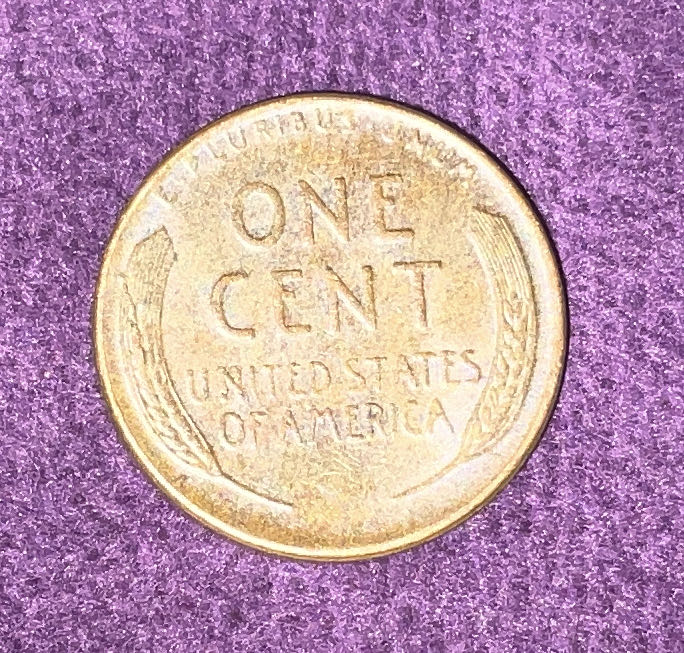 E PLURIBUS UNUM
ONE
CENT
UNITED STATES
OF AMERICA